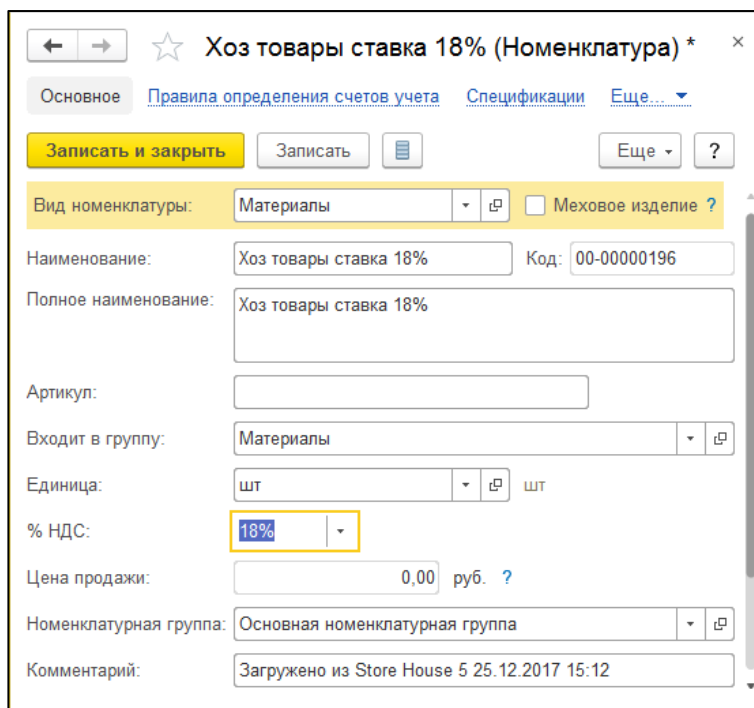 Хоз товары ставка 18% (Номенклатура) *
Основное Правила определения счетов учета Спецификации Еще...
Записать и закрыть Записать Еще ?
Вид номенклатуры: Материалы Меховое изделие ?
Наименование: Хоз товары ставка 18% Код: 00-00000196
Полное наименование: Хоз товары ставка 18%
Артикул:
Входит в группу: Материалы
Единица: шт шт
% НДС: 18%
Цена продажи: 0,00 руб. ?
Номенклатурная группа: Основная номенклатурная группа
Комментарий: Загружено из Store House 5 25.12.2017 15:12